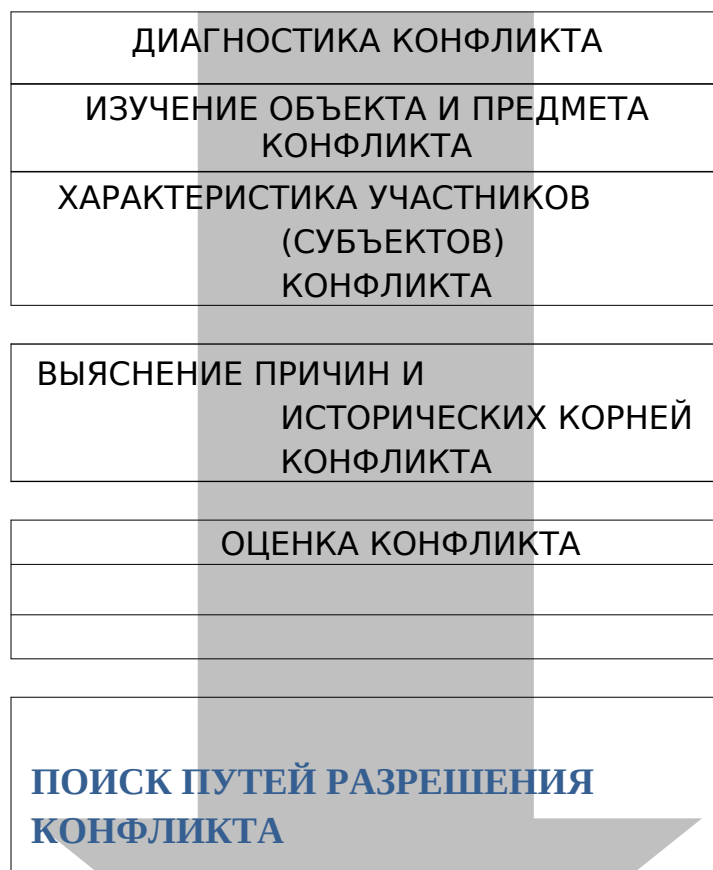 ДИАГНОСТИКА КОНФЛИКТА
ИЗУЧЕНИЕ ОБЪЕКТА И ПРЕДМЕТА
КОНФЛИКТА
ХАРАКТЕРИСТИКА УЧАСТНИКОВ
(СУБЪЕКТОВ)
КОНФЛИКТА
ВЫЯСНЕНИЕ ПРИЧИН И
ИСТОРИЧЕСКИХ КОРНЕЙ
КОНФЛИКТА
ОЦЕНКА КОНФЛИКТА
ПОИСК ПУТЕЙ РАЗРЕШЕНИЯ
КОНФЛИКТА